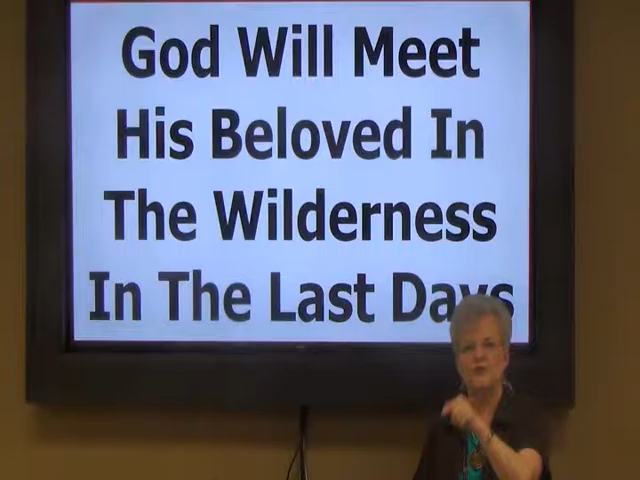 God Will Meet
His Beloved In
The Wilderness
In The Last Days